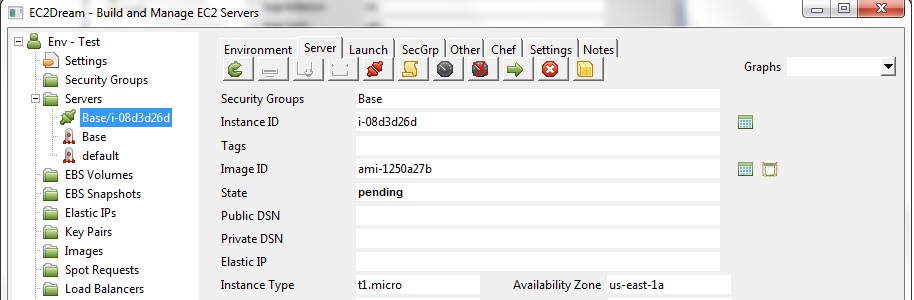 EC2Dream - Build and Manage EC2 Servers
Env - Test
Settings
Security Groups
Servers
Base/i-08d3d26d
Base
default
EBS Volumes
EBS Snapshots
Elastic IPs
Key Pairs
Images
Spot Requests
Load Balancers
Environment Server Launch SecGrp Other Chef Settings Notes
Graphs
Security Groups Base
Instance ID i-08d3d26d
Tags
Image ID ami-1250a27b
State pending
Public DSN
Private DSN
Elastic IP
Instance Type t1.micro Availability Zone us-east-1a